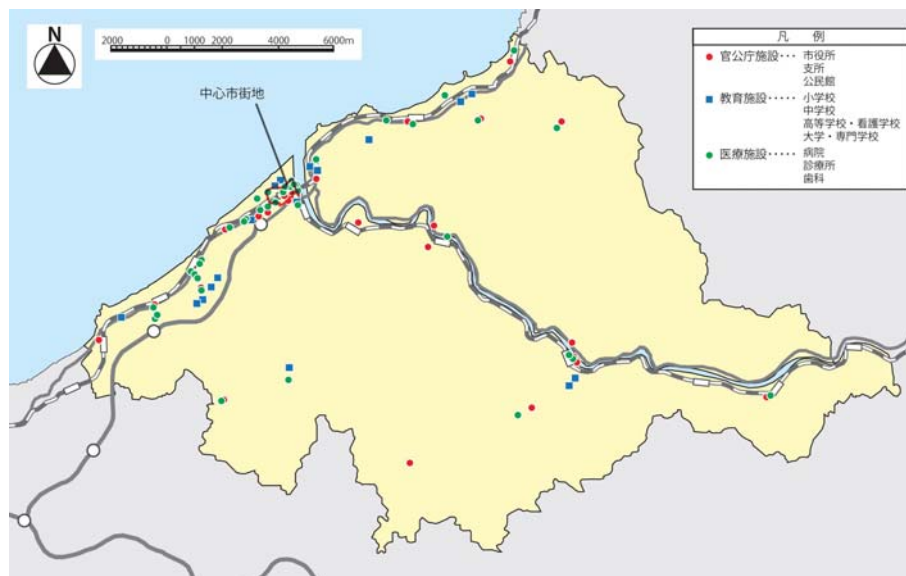 N
2000 0 2000 4000 6000m
中心市街地
凡 例
官公庁施設･･･ 市役所
支所
公民館
教育施設･････ 小学校
中学校
高等学校・看護学校
大学・専門学校
医療施設･････ 病院
診療所
歯科